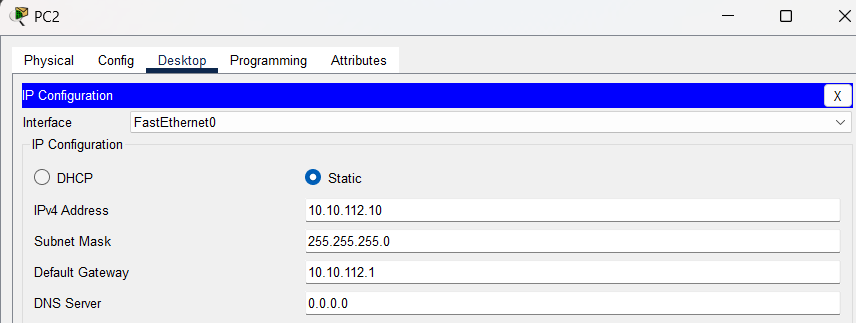 PC2
Physical Config Desktop Programming Attributes
IP Configuration X
Interface FastEthernet0
IP Configuration
DHCP Static
IPv4 Address 10.10.112.10
Subnet Mask 255.255.255.0
Default Gateway 10.10.112.1
DNS Server 0.0.0.0